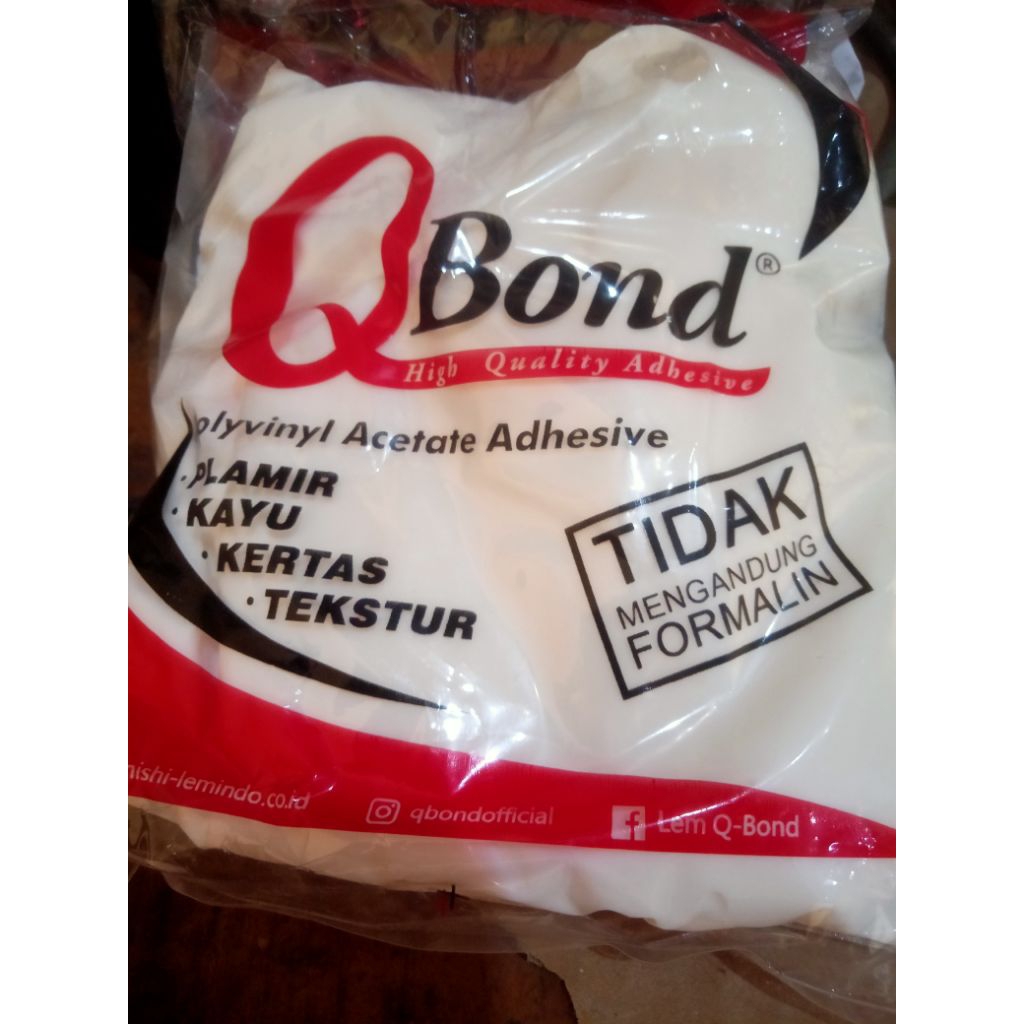 QBond®
High Quality Adhesive
olyvinyl Acetate Adhesive
· PLAMIR
· KAYU
· KERTAS
· TEKSTUR
TIDAK
MENGANDUNG
FORMALIN
nishi-lemindo.co.id
qbondofficial
Lem Q-Bond